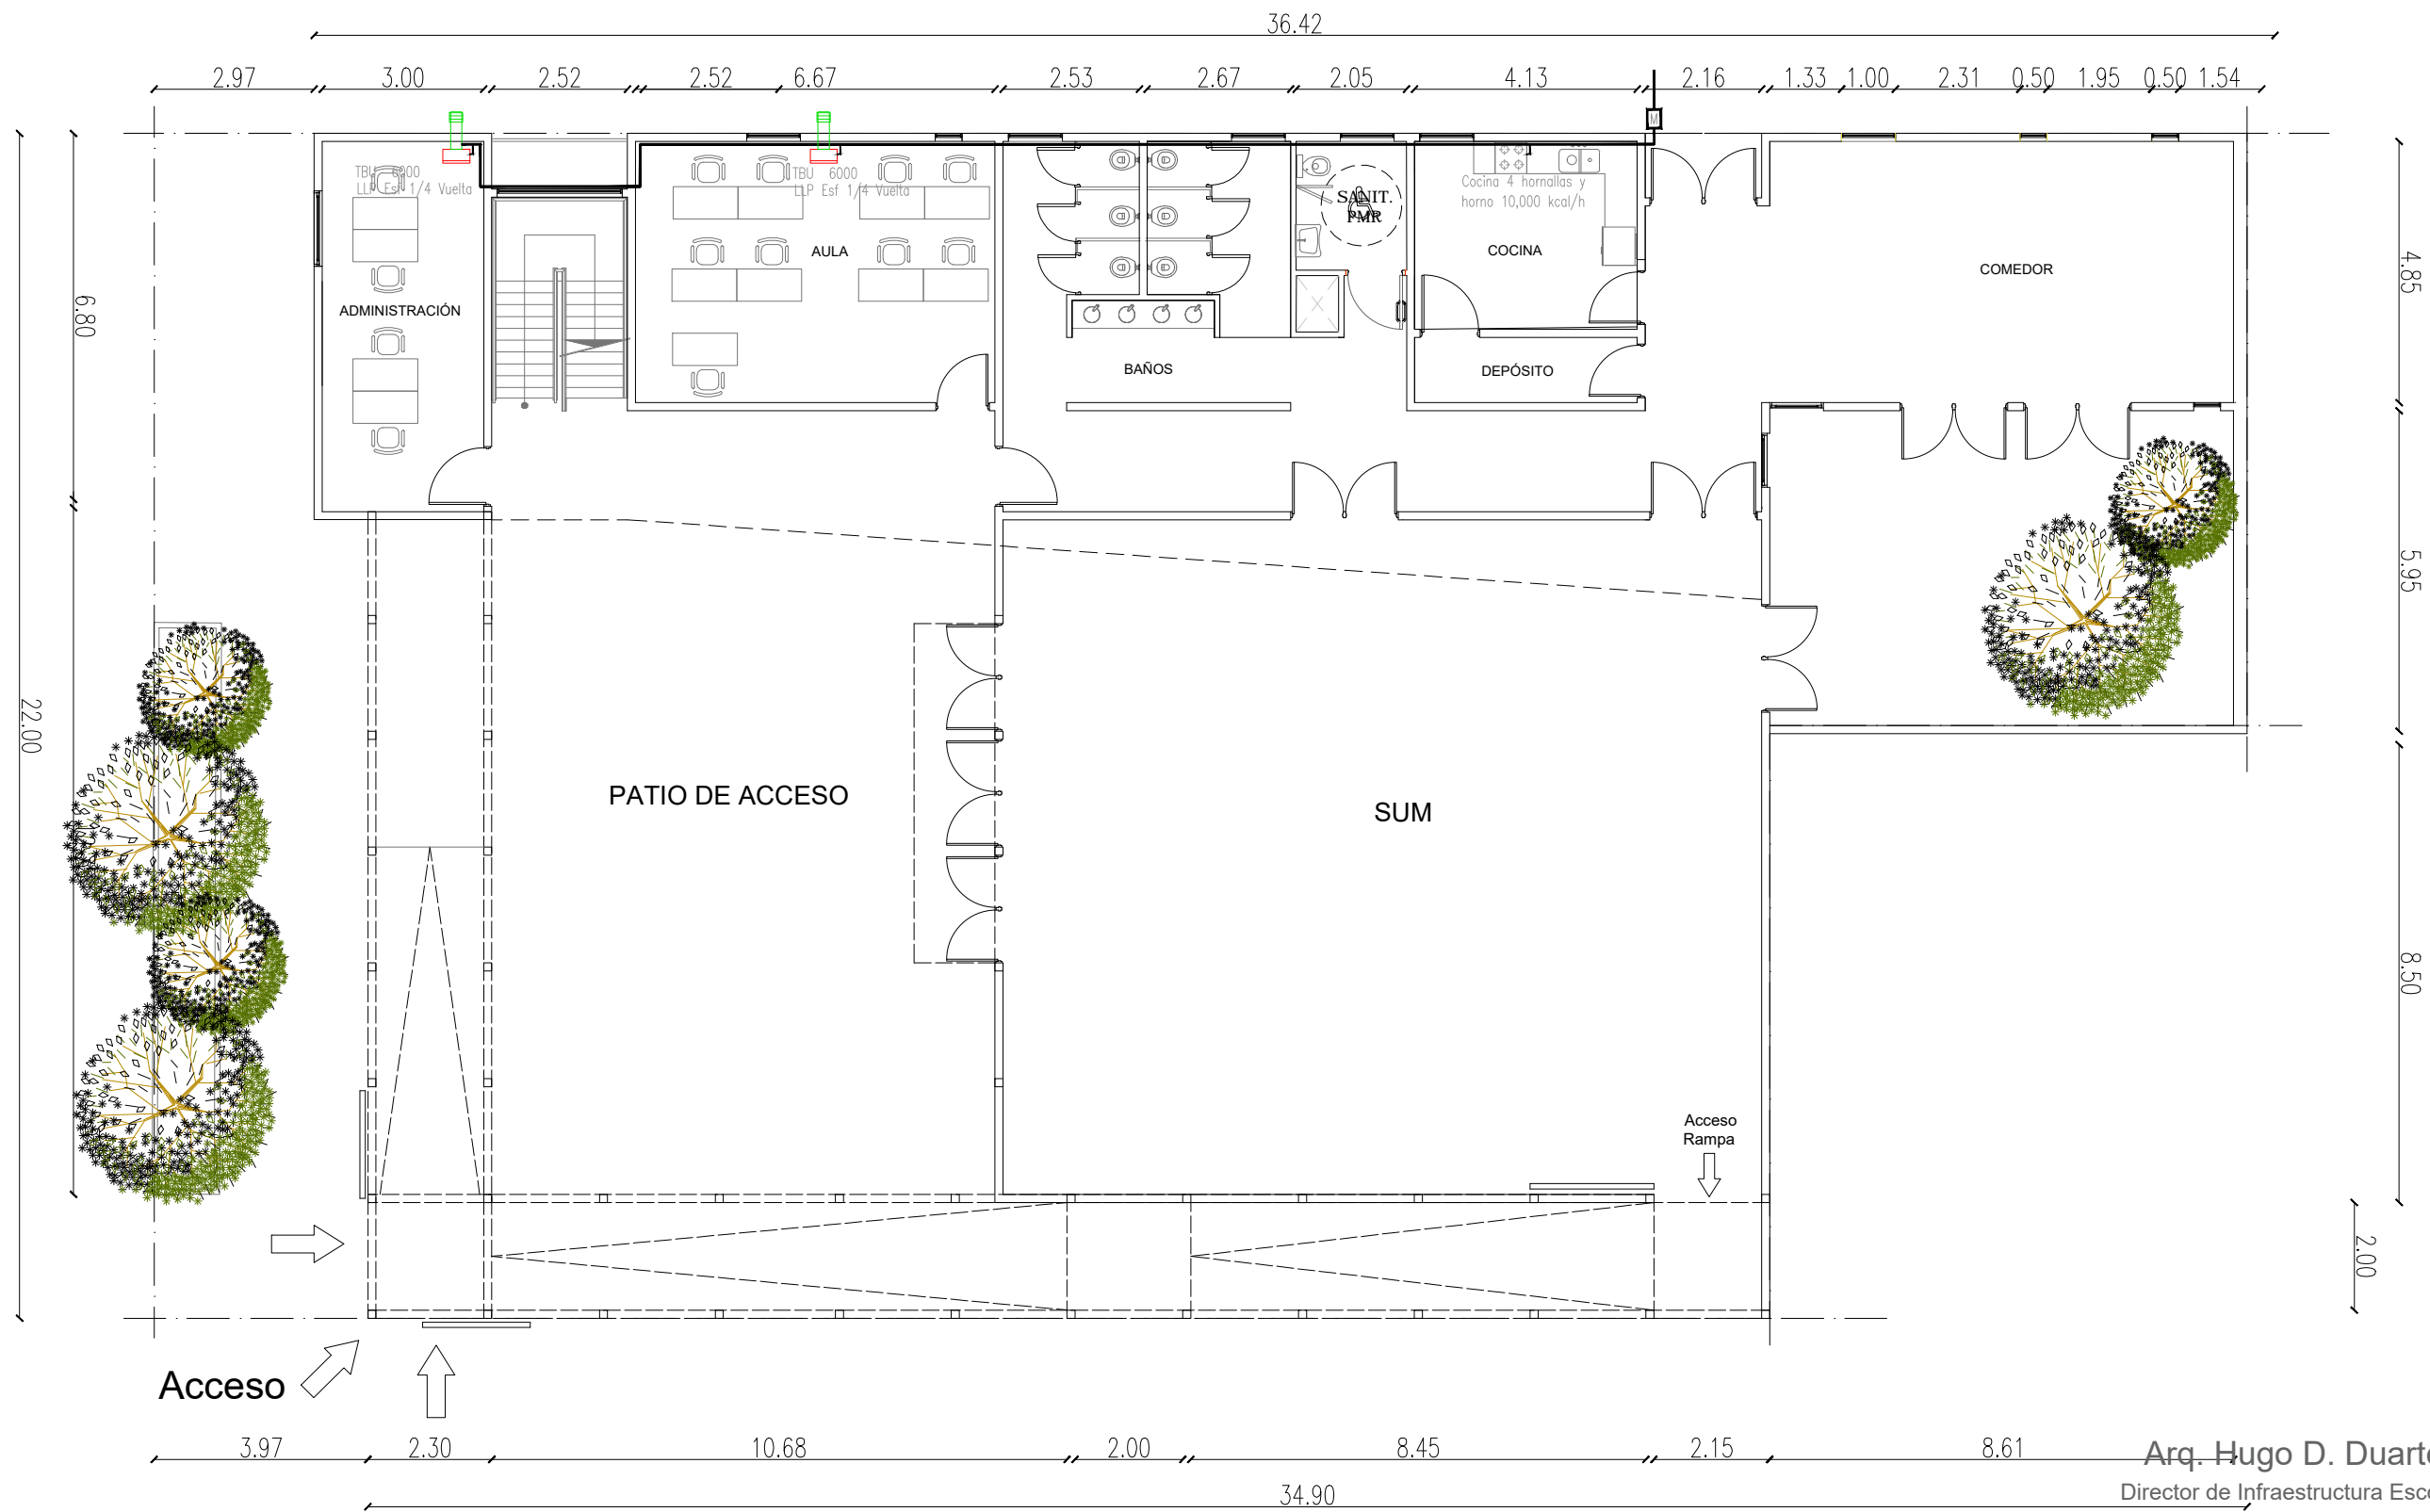 36.42
2.97 3.00 2.52 2.52 6.67 2.53 2.67 2.05 4.13 2.16 1.33 1.00 2.31 0.50 1.95 0.50 1.54
M
TBU 6000
LLP Esf 1/4 Vuelta
TBU 6000
LLP Esf 1/4 Vuelta
Cocina 4 hornallas y
horno 10,000 kcal/h
SANIT.
PMR
AULA
COCINA
COMEDOR
ADMINISTRACIÓN
BAÑOS
DEPÓSITO
6.80
4.85
5.95
22.00
PATIO DE ACCESO
SUM
8.50
Acceso
Rampa
2.00
Acceso
3.97 2.30 10.68 2.00 8.45 2.15 8.61
Arq. Hugo D. Duarte
Director de Infraestructura Esco
34.90